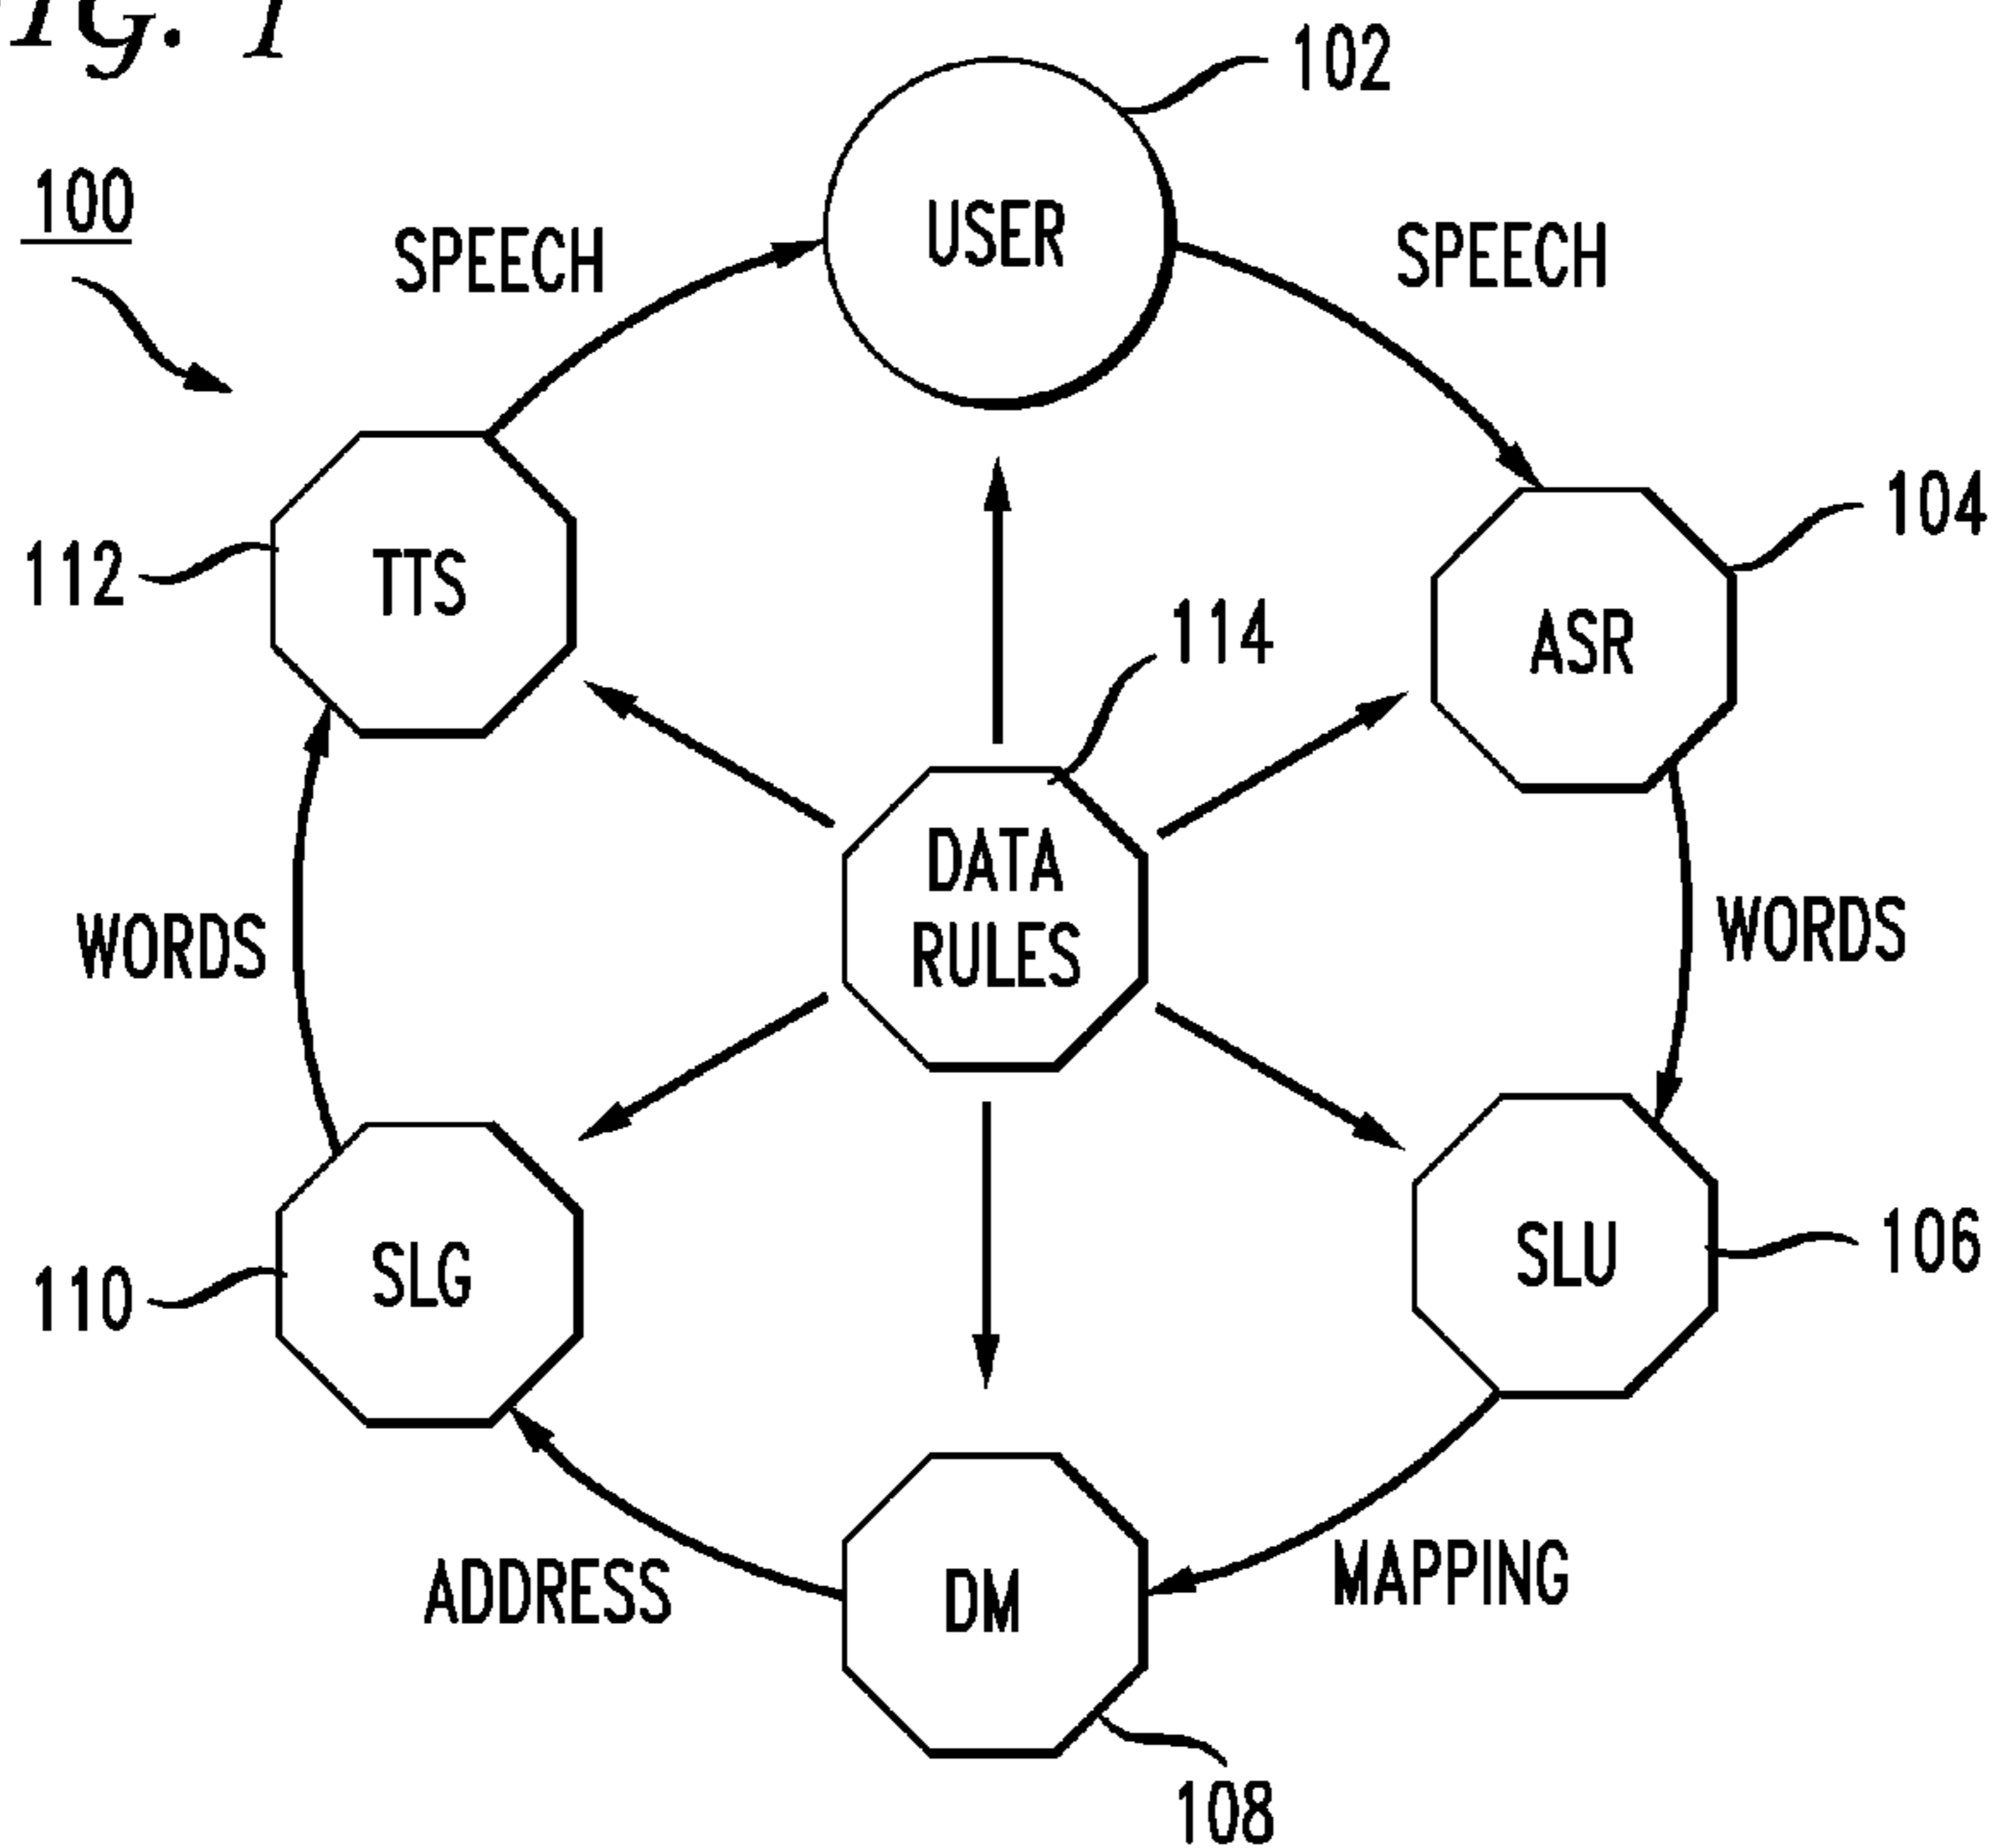 FIG. 1
102
100
SPEECH
USER
SPEECH
104
112
TTS
114
ASR
DATA
RULES
WORDS
WORDS
SLG
SLU
106
110
ADDRESS
DM
MAPPING
108